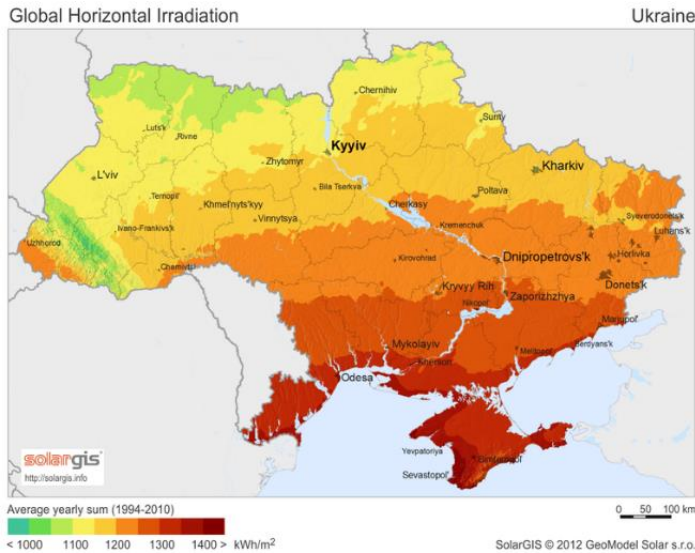 Global Horizontal Irradiation
Ukraine
Chernihiv
Sumy
Luts'k
Rivne
Kyyiv
Zhytomyr
Kharkiv
L'viv
Bila Tserkva
Poltava
Ternopil'
Khmel'nyts'kyy
Cherkasy
Vinnytsya
Kremenchuk
Syeverodonets'k
Ivano-Frankivs'k
Luhans'k
Uzhhorod
Kirovohrad
Dnipropetrovs'k
Horlivka
Chernivtsi
Donets'k
Kryvyy Rih
Zaporizhzhya
Nikopol'
Mariupol'
Mykolayiv
Berdyans'k
Melitopol'
Kherson
Odesa
Yevpatoriya
Simferopol'
Sevastopol'
solargis
http://solargis.info
Average yearly sum (1994-2010)
0 50 100 km
< 1000 1100 1200 1300 1400 > kWh/m²
SolarGIS © 2012 GeoModel Solar s.r.o.